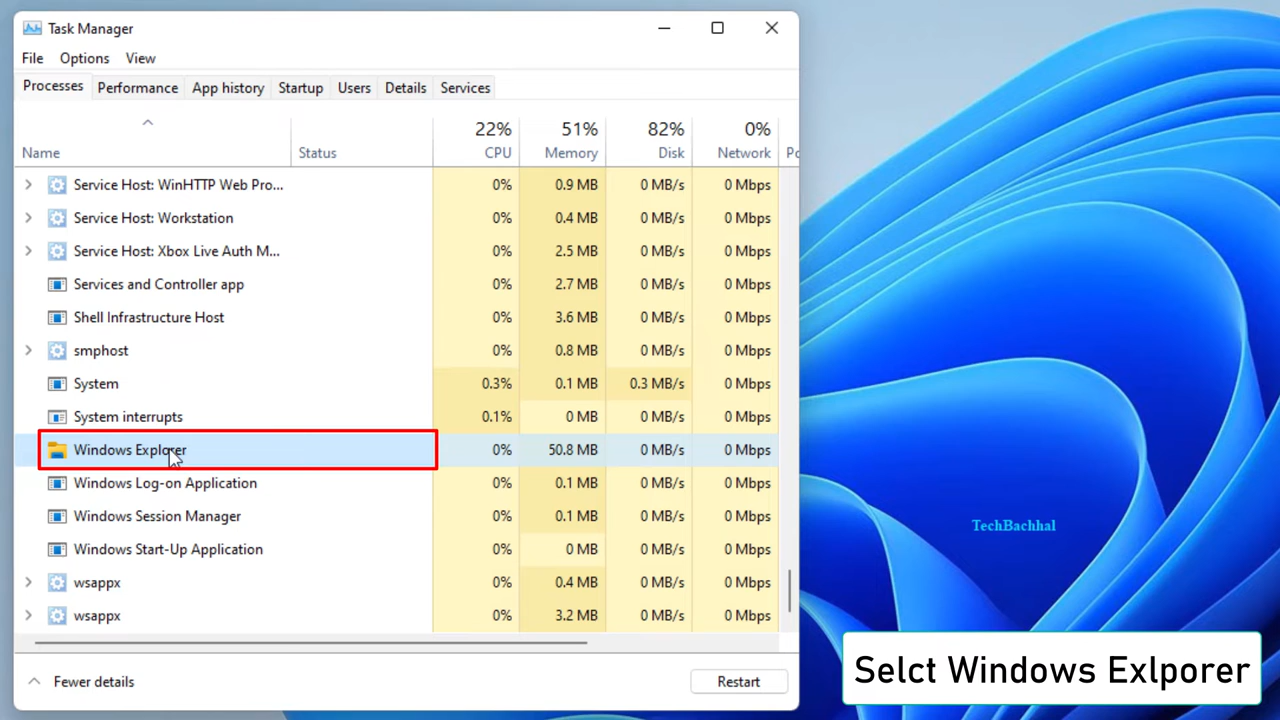 Task Manager
File Options View
Processes Performance App history Startup Users Details Services
22% 51% 82% 0%
Name Status CPU Memory Disk Network Po
Service Host: WinHTTP Web Pro... 0% 0.9 MB 0 MB/s 0 Mbps
Service Host: Workstation 0% 0.4 MB 0 MB/s 0 Mbps
Service Host: Xbox Live Auth M... 0% 2.5 MB 0 MB/s 0 Mbps
Services and Controller app 0% 2.7 MB 0 MB/s 0 Mbps
Shell Infrastructure Host 0% 3.6 MB 0 MB/s 0 Mbps
smphost 0% 0.8 MB 0 MB/s 0 Mbps
System 0.3% 0.1 MB 0.3 MB/s 0 Mbps
System interrupts 0.1% 0 MB 0 MB/s 0 Mbps
Windows Explorer 0% 50.8 MB 0 MB/s 0 Mbps
Windows Log-on Application 0% 0.1 MB 0 MB/s 0 Mbps
Windows Session Manager 0% 0.1 MB 0 MB/s 0 Mbps
Windows Start-Up Application 0% 0 MB 0 MB/s 0 Mbps
wsappx 0% 0.4 MB 0 MB/s 0 Mbps
wsappx 0% 3.2 MB 0 MB/s 0 Mbps
Fewer details Restart
TechBachhal
Selct Windows Exlporer